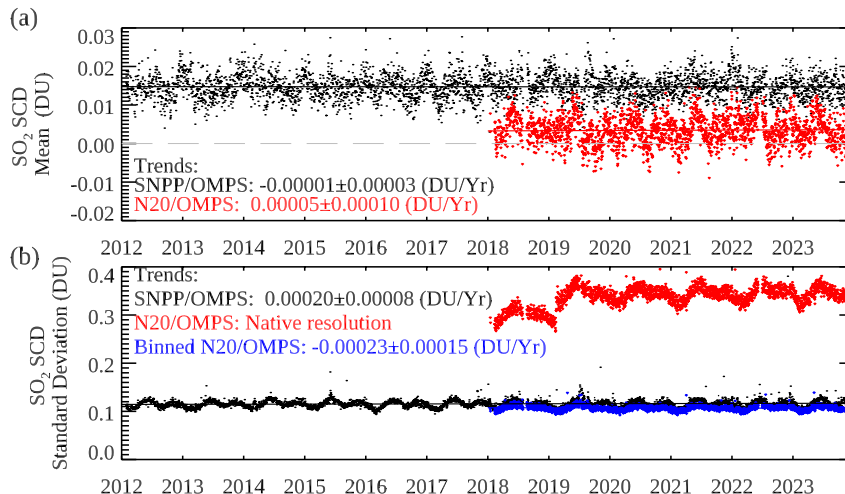 (a)
0.03
0.02
0.01
0.00
-0.01
-0.02
SO2 SCD
Mean (DU)
Trends:
SNPP/OMPS: -0.00001±0.00003 (DU/Yr)
N20/OMPS: 0.00005±0.00010 (DU/Yr)
2012 2013 2014 2015 2016 2017 2018 2019 2020 2021 2022 2023
(b)
0.4
0.3
0.2
0.1
0.0
SO2 SCD
Standard Deviation (DU)
Trends:
SNPP/OMPS: 0.00020±0.00008 (DU/Yr)
N20/OMPS: Native resolution
Binned N20/OMPS: -0.00023±0.00015 (DU/Yr)
2012 2013 2014 2015 2016 2017 2018 2019 2020 2021 2022 2023